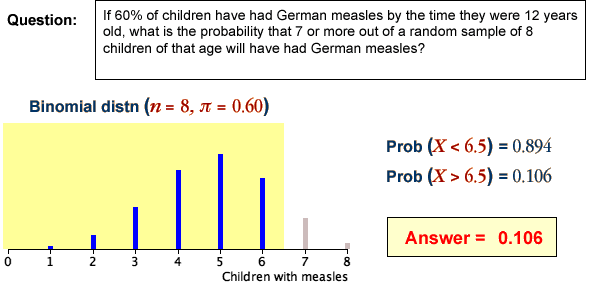 Question:
If 60% of children have had German measles by the time they were 12 years
old, what is the probability that 7 or more out of a random sample of 8
children of that age will have had German measles?
Binomial distn (n = 8, π = 0.60)
Prob (X < 6.5) = 0.894
Prob (X > 6.5) = 0.106
Answer = 0.106
0 1 2 3 4 5 6 7 8
Children with measles